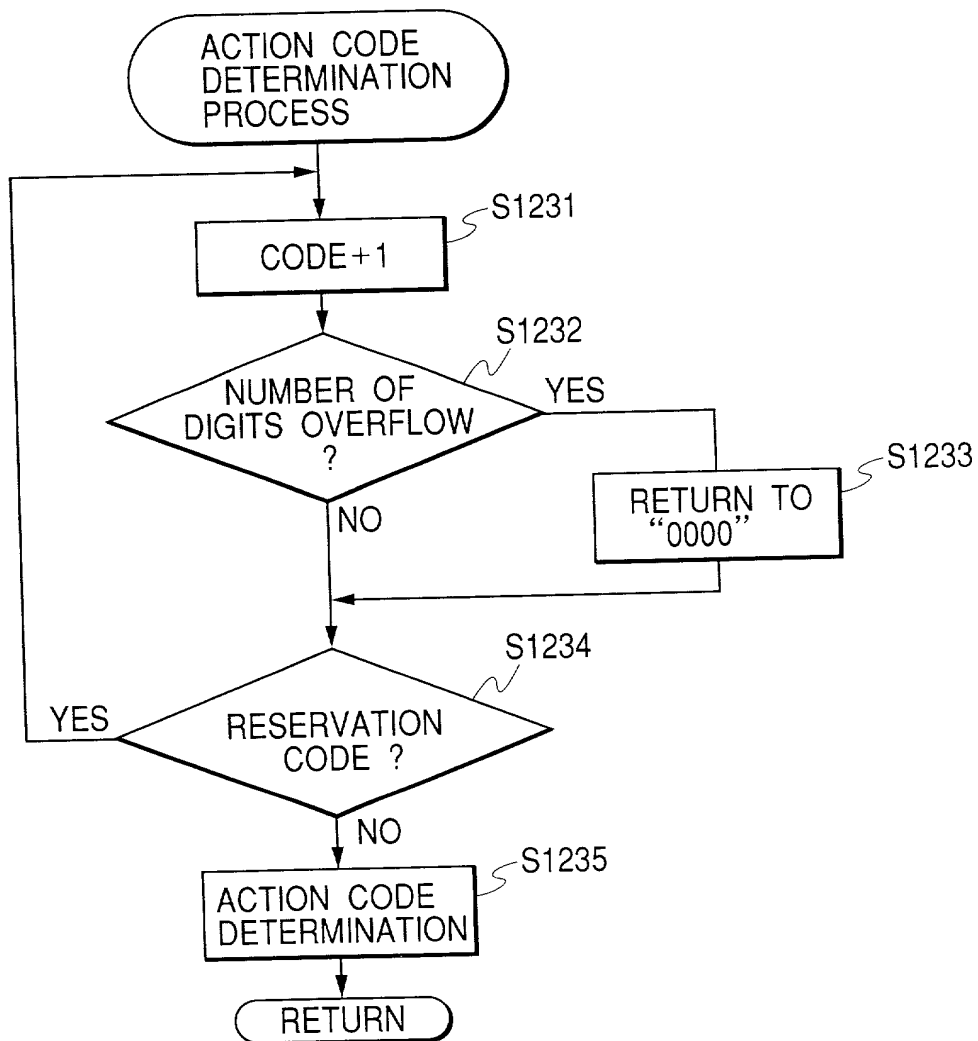 ACTION CODE
DETERMINATION
PROCESS
S1231
CODE+1
S1232
NUMBER OF
DIGITS OVERFLOW
?
YES
NO
S1233
RETURN TO
“0000”
S1234
RESERVATION
CODE ?
YES
NO
S1235
ACTION CODE
DETERMINATION
RETURN